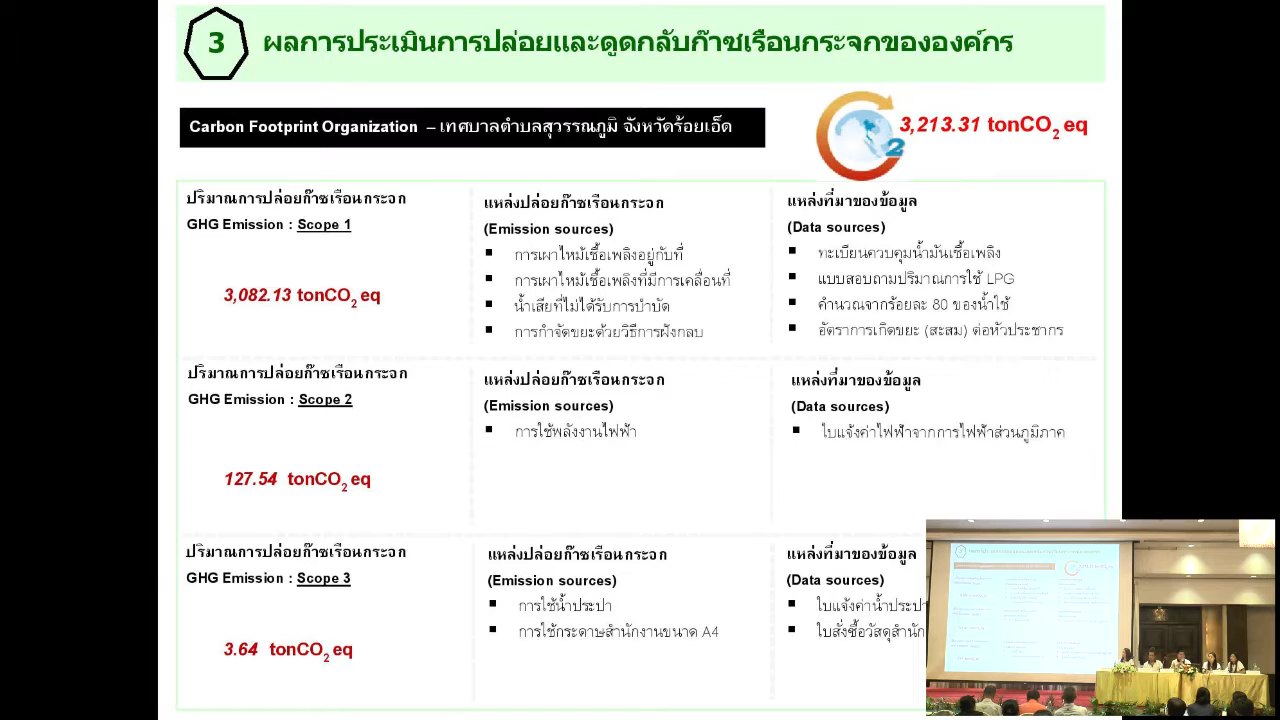 3
ผลการประเมินการปล่อยและดูดกลับก๊าซเรือนกระจกขององค์กร
Carbon Footprint Organization – เทศบาลตำบลสุวรรณภูมิ จังหวัดร้อยเอ็ด
2
3,213.31 tonCO2 eq
ปริมาณการปล่อยก๊าซเรือนกระจก
GHG Emission : Scope 1
3,082.13 tonCO2 eq
แหล่งปล่อยก๊าซเรือนกระจก
(Emission sources)
▪ การเผาไหม้เชื้อเพลิงอยู่กับที่
▪ การเผาไหม้เชื้อเพลิงที่มีการเคลื่อนที่
▪ น้ำเสียที่ไม่ได้รับการบำบัด
▪ การกำจัดขยะด้วยวิธีการฝังกลบ
แหล่งที่มาของข้อมูล
(Data sources)
▪ ทะเบียนควบคุมน้ำมันเชื้อเพลิง
▪ แบบสอบถามปริมาณการใช้ LPG
▪ คำนวณจากร้อยละ 80 ของน้ำใช้
▪ อัตราการเกิดขยะ (สะสม) ต่อหัวประชากร
ปริมาณการปล่อยก๊าซเรือนกระจก
GHG Emission : Scope 2
127.54 tonCO2 eq
แหล่งปล่อยก๊าซเรือนกระจก
(Emission sources)
▪ การใช้พลังงานไฟฟ้า
แหล่งที่มาของข้อมูล
(Data sources)
▪ ใบแจ้งค่าไฟฟ้าจากการไฟฟ้าส่วนภูมิภาค
ปริมาณการปล่อยก๊าซเรือนกระจก
GHG Emission : Scope 3
3.64 tonCO2 eq
แหล่งปล่อยก๊าซเรือนกระจก
(Emission sources)
▪ การใช้น้ำประปา
▪ การใช้กระดาษสำนักงานขนาด A4
แหล่งที่มาของข้อมูล
(Data sources)
▪ ใบแจ้งค่าน้ำประปา
▪ ใบสั่งซื้อวัสดุสำนัก